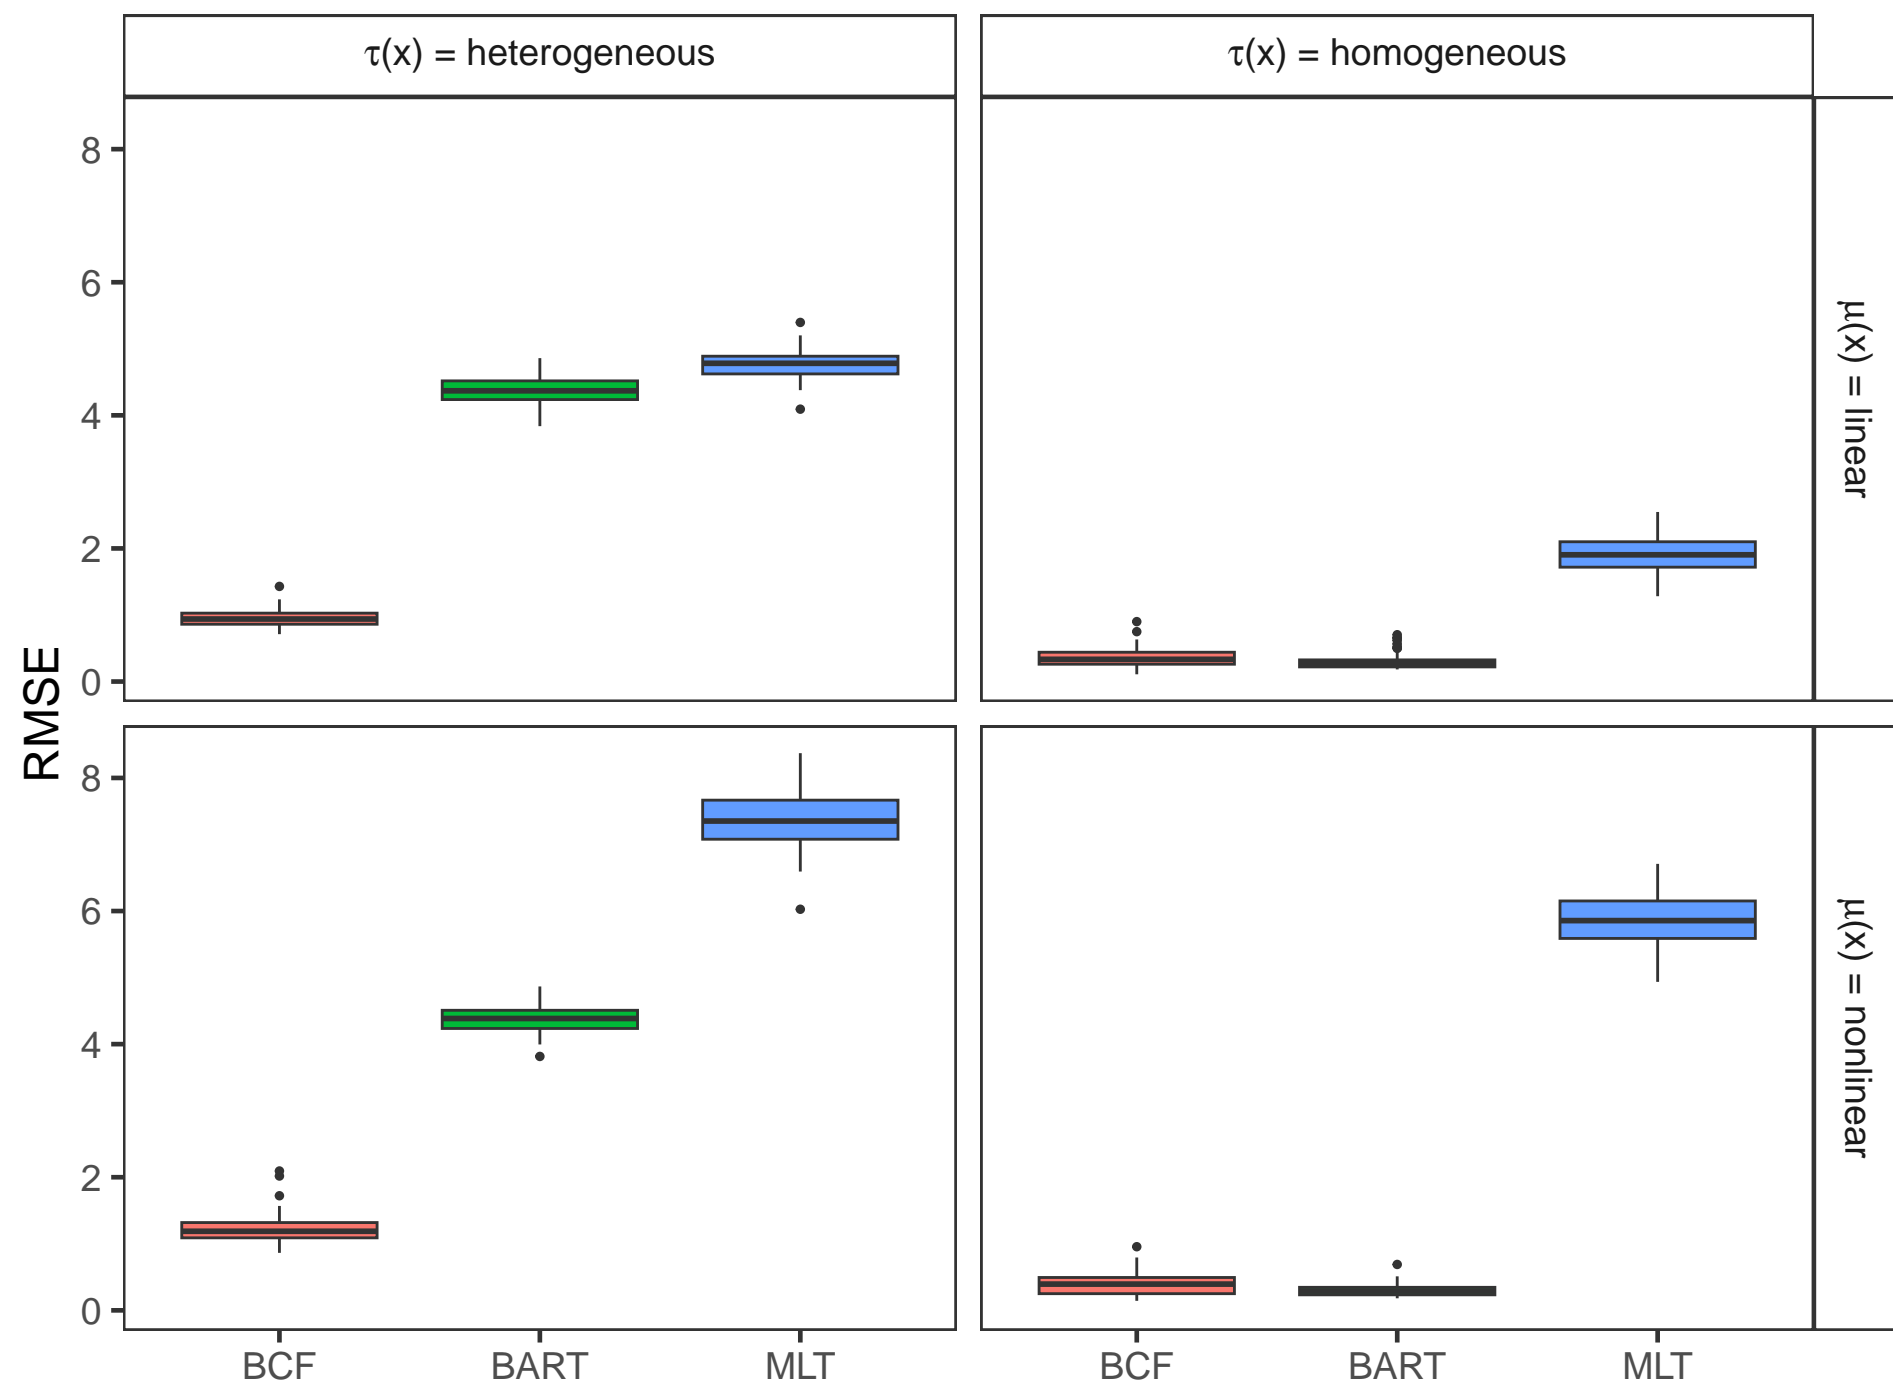 τ(x) = heterogeneous
τ(x) = homogeneous
8
6
4
2
0
μ(x) = linear
RMSE
8
6
4
2
0
μ(x) = nonlinear
BCF BART MLT
BCF BART MLT